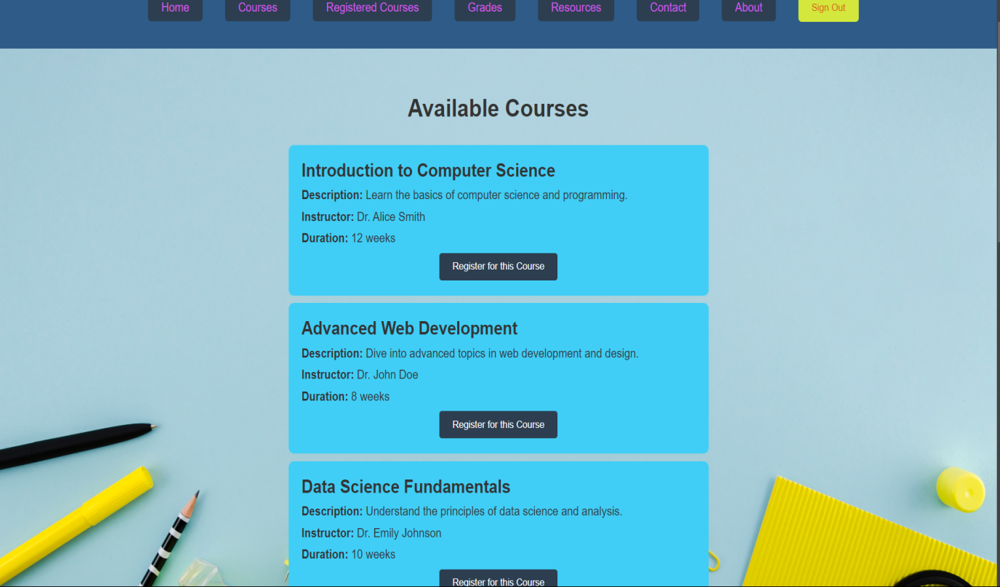 Home Courses Registered Courses Grades Resources Contact About Sign Out
Available Courses
Introduction to Computer Science
Description: Learn the basics of computer science and programming.
Instructor: Dr. Alice Smith
Duration: 12 weeks
Register for this Course
Advanced Web Development
Description: Dive into advanced topics in web development and design.
Instructor: Dr. John Doe
Duration: 8 weeks
Register for this Course
Data Science Fundamentals
Description: Understand the principles of data science and analysis.
Instructor: Dr. Emily Johnson
Duration: 10 weeks
Register for this Course